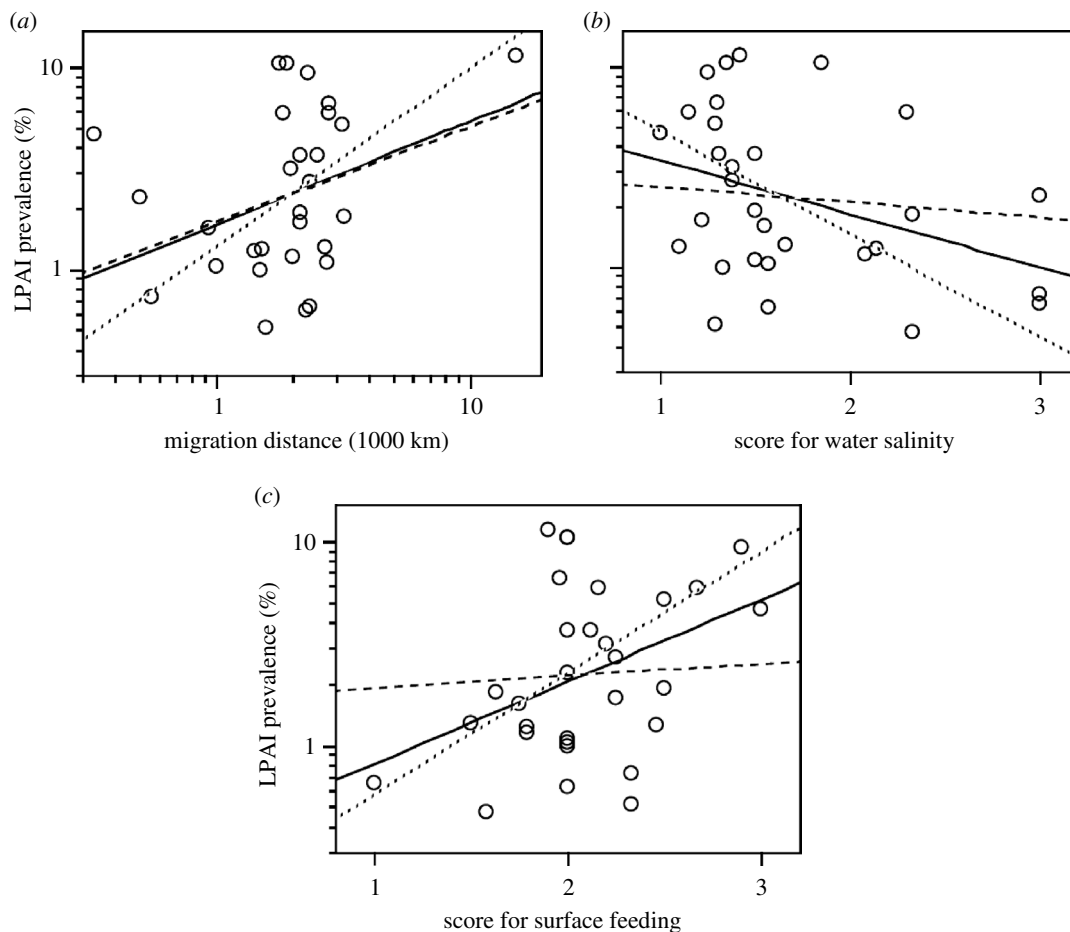 (a)
(b)
10
1
LPAI prevalence (%)
1
10
migration distance (1000 km)
1
2
3
score for water salinity
(c)
10
1
LPAI prevalence (%)
1
2
3
score for surface feeding